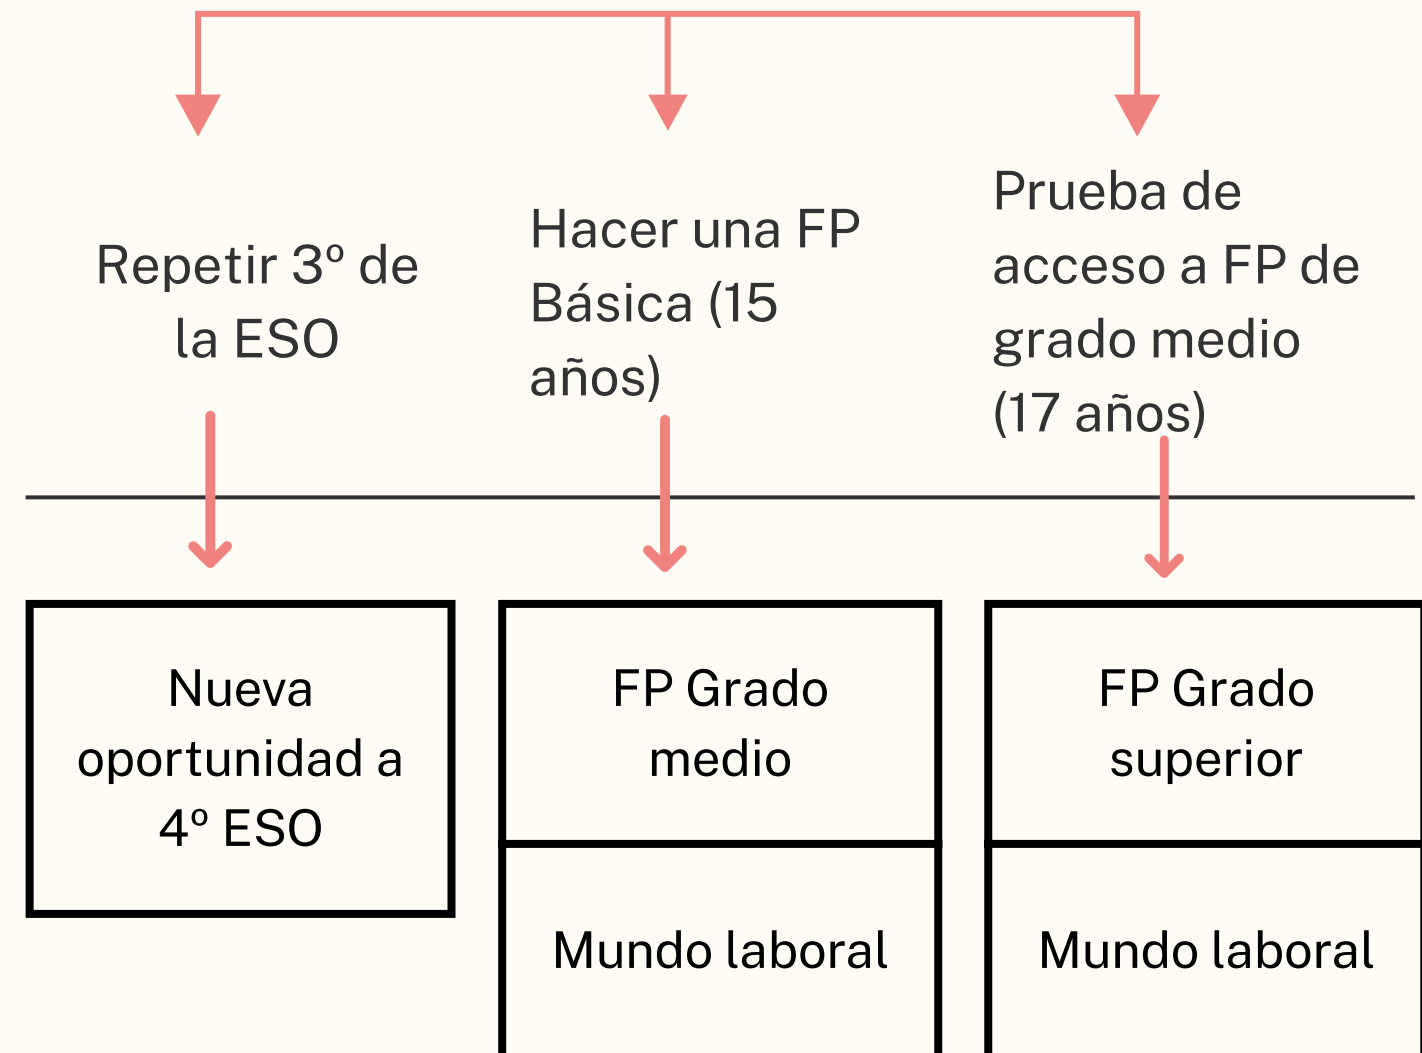 Repetir 3º de
la ESO
Hacer una FP
Básica (15
años)
Prueba de
acceso a FP de
grado medio
(17 años)
Nueva
oportunidad a
4º ESO
FP Grado
medio
Mundo laboral
FP Grado
superior
Mundo laboral